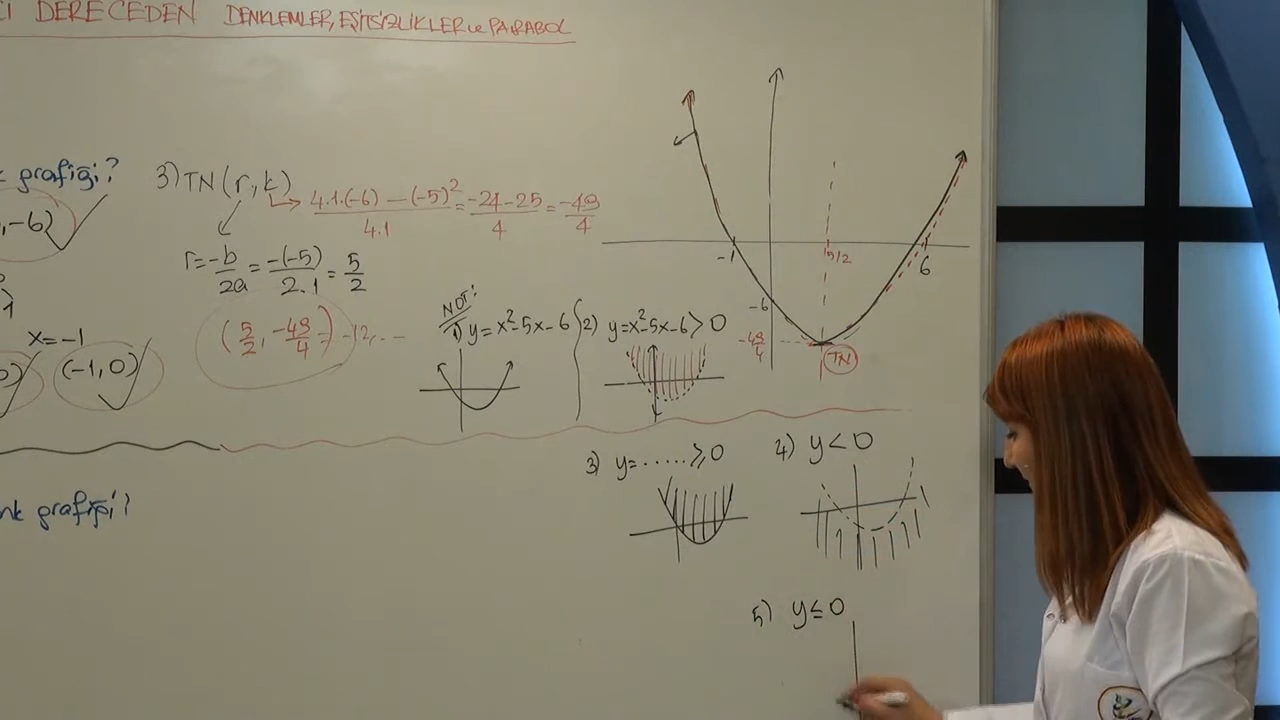 Cİ DERECEDEN DENKLEMLER, EŞİTSİZLİKLER ve PARABOL
grafiği?
,-6)
x=-1
(-1,0)
3) TN(r,k)
4.1.(-6) - (-5)² / 4.1 = -24-25 / 4 = -49 / 4
r = -b / 2a = -(-5) / 2.1 = 5 / 2
(5/2, -49/4) -12,...
NOT:
1) y=x²-5x-6
2) y=x²-5x-6>0
-1
5/2
6
-6
-49/4
TN
3) y=......≥0
4) y<0
5) y≤0
nk grafiği?